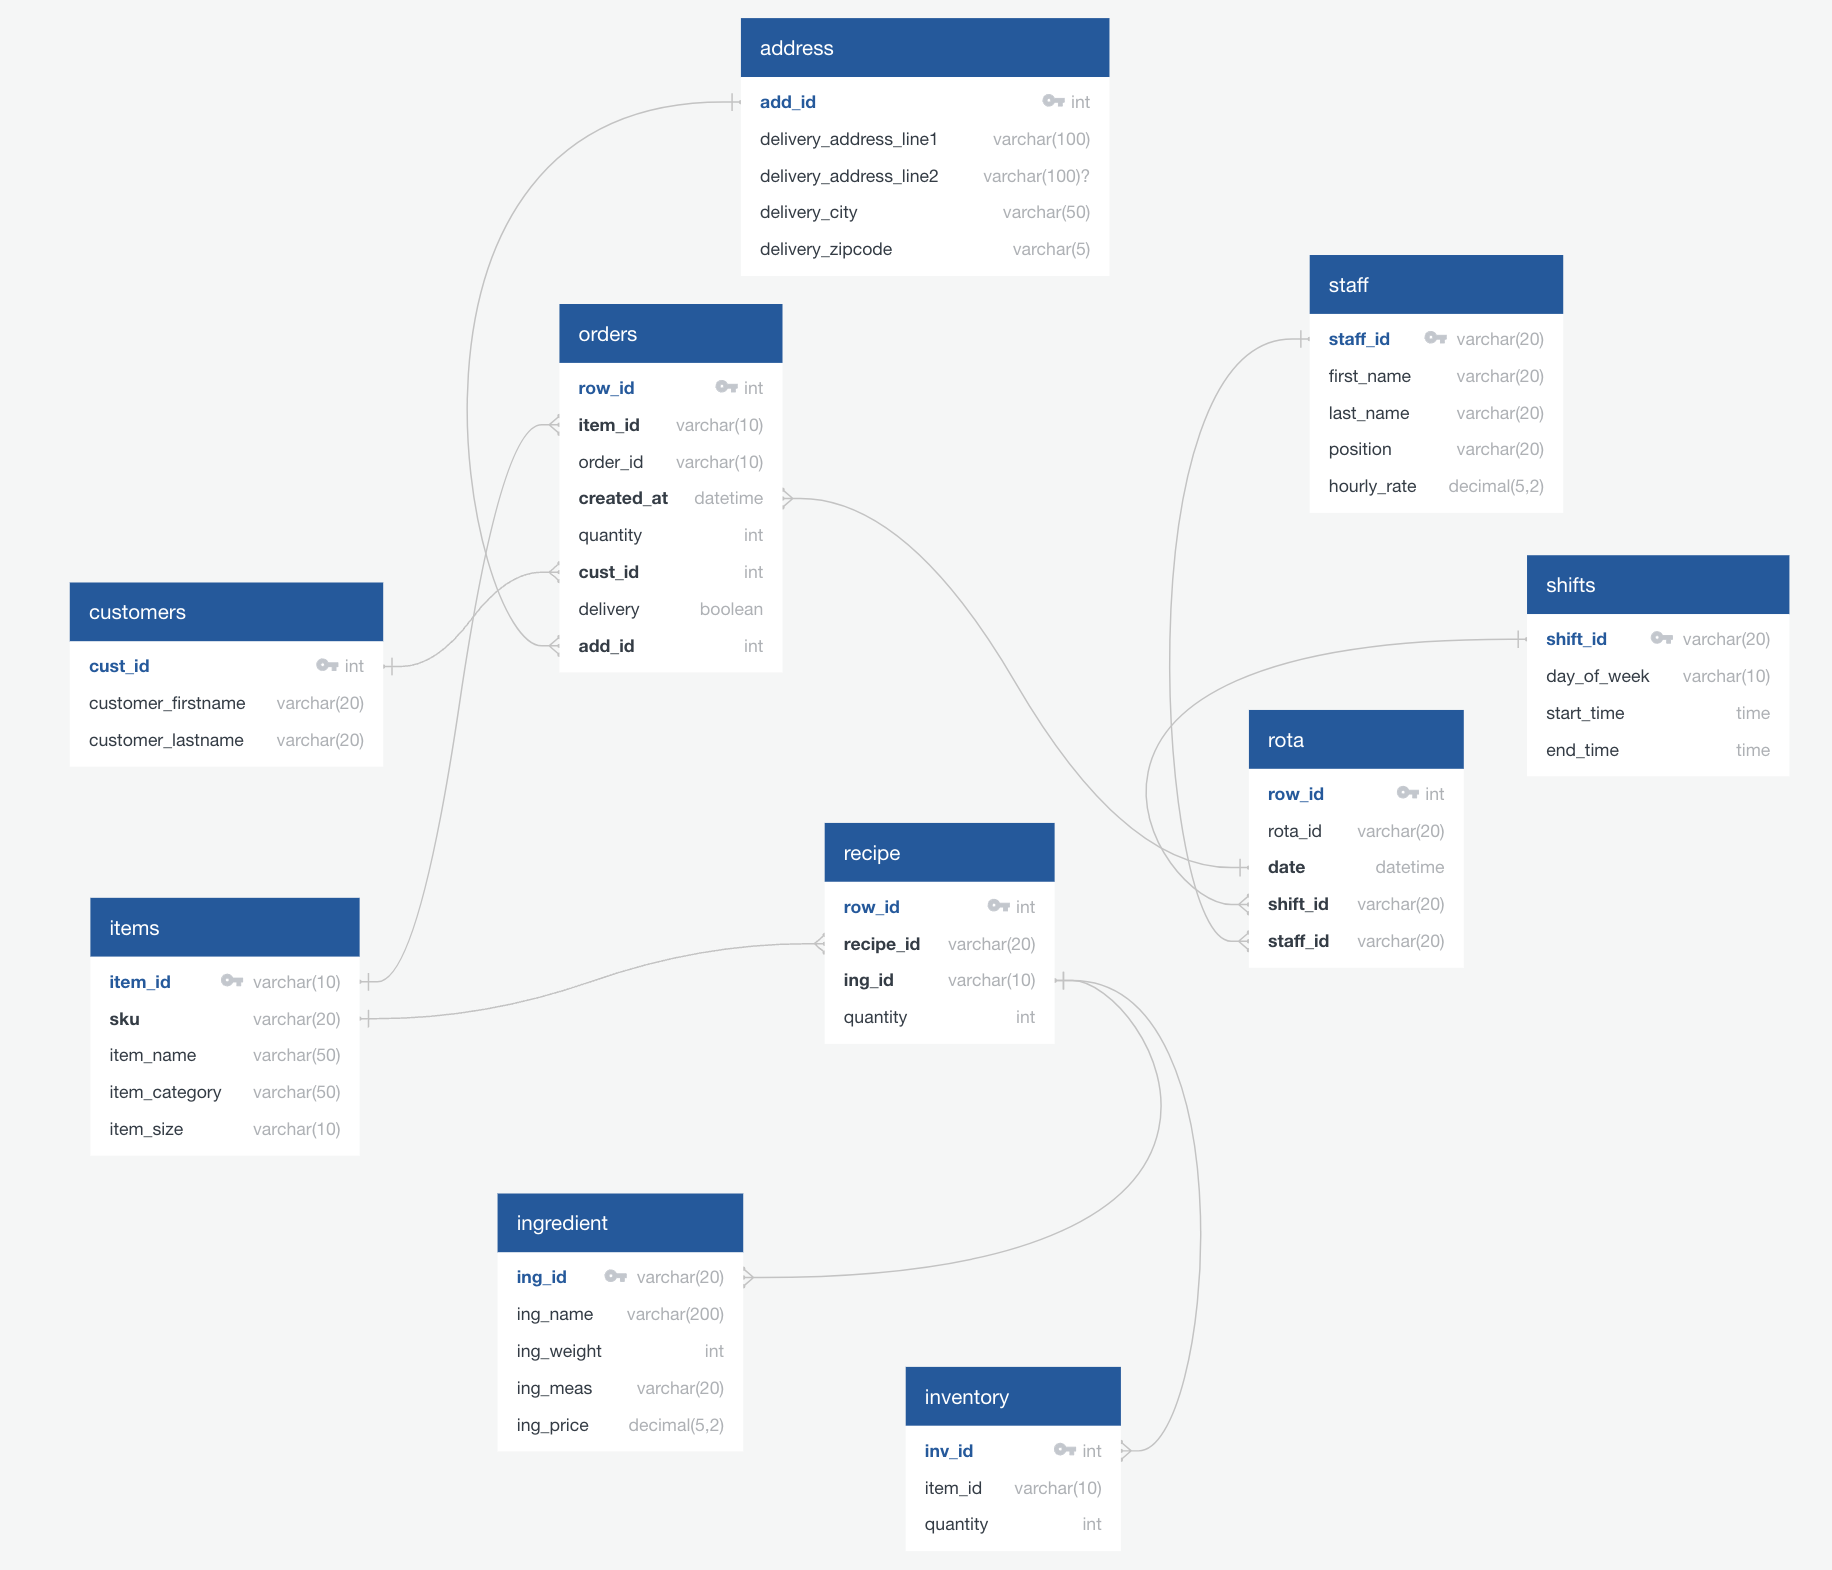 address
add_id int
delivery_address_line1 varchar(100)
delivery_address_line2 varchar(100)?
delivery_city varchar(50)
delivery_zipcode varchar(5)
staff
staff_id varchar(20)
first_name varchar(20)
last_name varchar(20)
position varchar(20)
hourly_rate decimal(5,2)
orders
row_id int
item_id varchar(10)
order_id varchar(10)
created_at datetime
quantity int
cust_id int
delivery boolean
add_id int
shifts
shift_id varchar(20)
day_of_week varchar(10)
start_time time
end_time time
customers
cust_id int
customer_firstname varchar(20)
customer_lastname varchar(20)
rota
row_id int
rota_id varchar(20)
date datetime
shift_id varchar(20)
staff_id varchar(20)
recipe
row_id int
recipe_id varchar(20)
ing_id varchar(10)
quantity int
items
item_id varchar(10)
sku varchar(20)
item_name varchar(50)
item_category varchar(50)
item_size varchar(10)
ingredient
ing_id varchar(20)
ing_name varchar(200)
ing_weight int
ing_meas varchar(20)
ing_price decimal(5,2)
inventory
inv_id int
item_id varchar(10)
quantity int